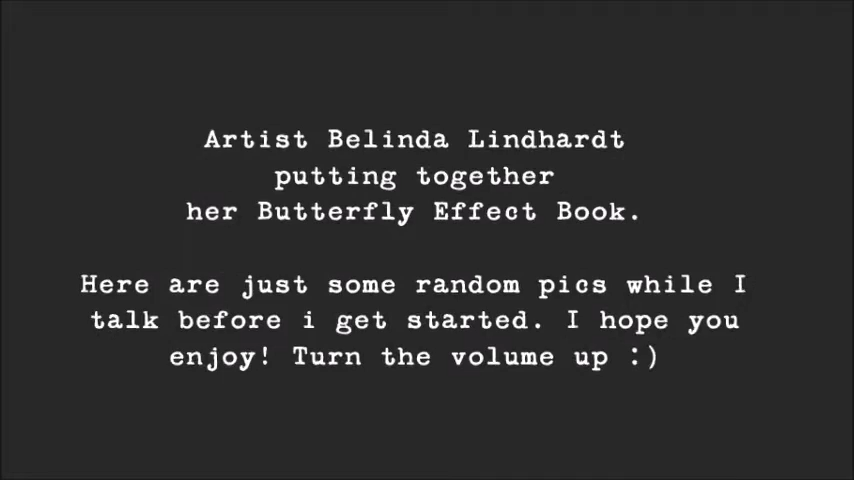 Artist Belinda Lindhardt
putting together
her Butterfly Effect Book.
Here are just some random pics while I
talk before i get started. I hope you
enjoy! Turn the volume up :)